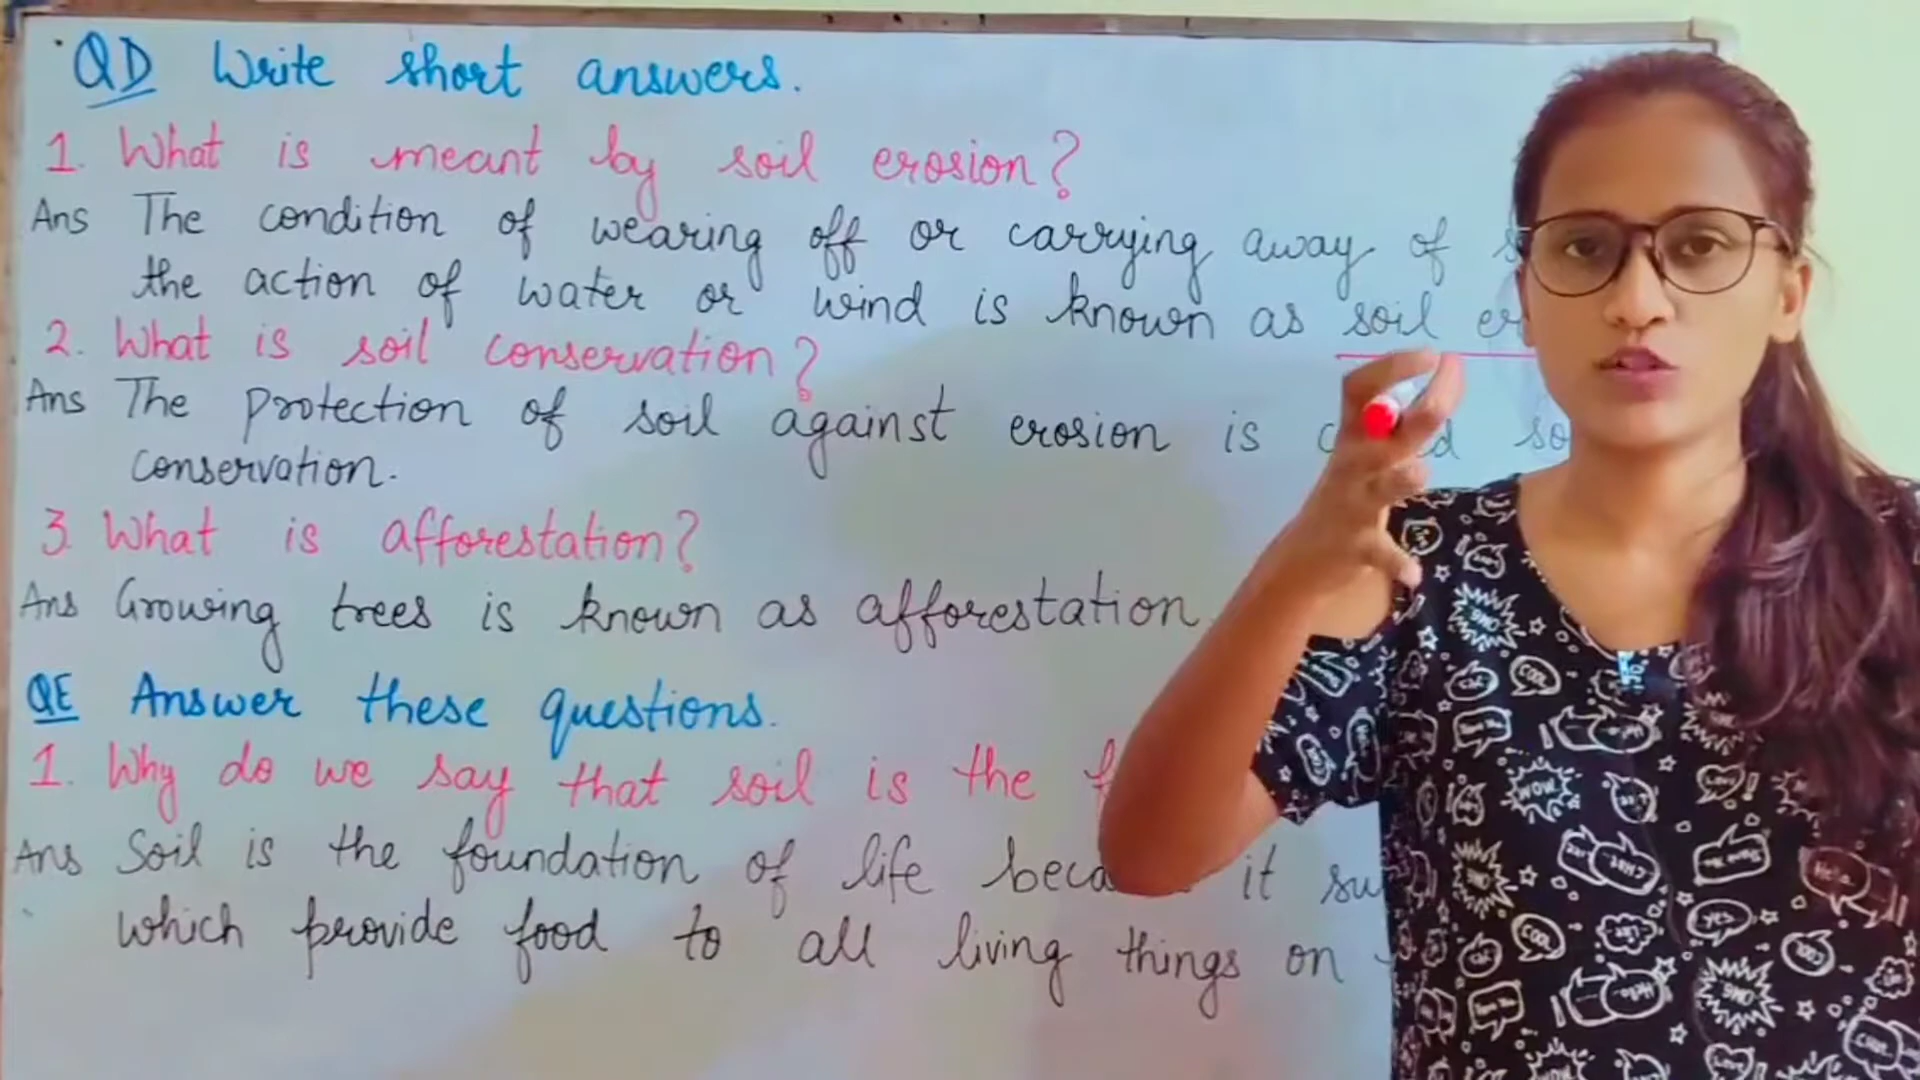 QD Write short answers.
1. What is meant by soil erosion?
Ans The condition of wearing off or carrying away of
the action of water or wind is known as soil
2. What is soil conservation?
Ans The protection of soil against erosion is
conservation.
3. What is afforestation?
Ans Growing trees is known as afforestation
QE Answer these questions.
1. Why do we say that soil is the
Ans Soil is the foundation of life it
which provide food to all living things on